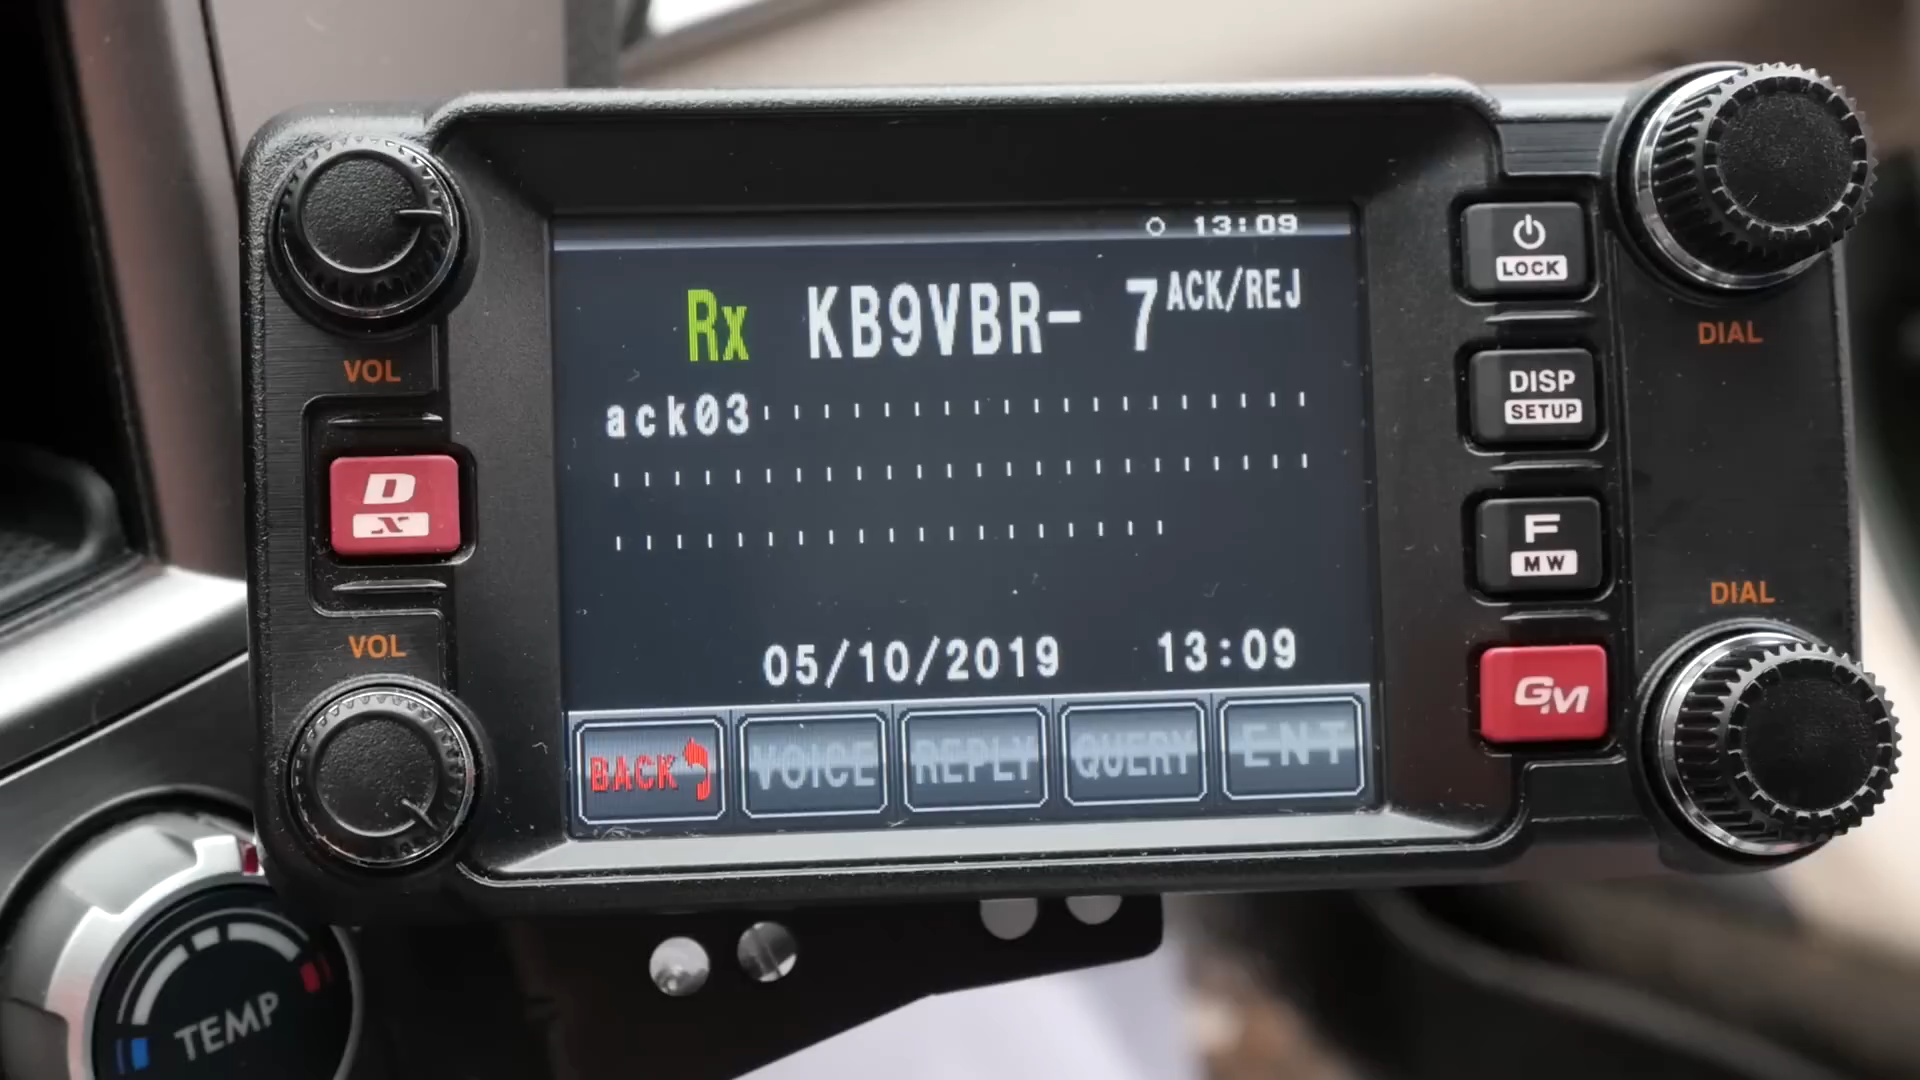 13:09
Rx KB9VBR- 7 ACK/REJ
ack03
05/10/2019 13:09
BACK VOICE REPLY QUERY ENT
VOL
D
X
VOL
LOCK
DISP
SETUP
F
MW
GM
DIAL
DIAL
TEMP